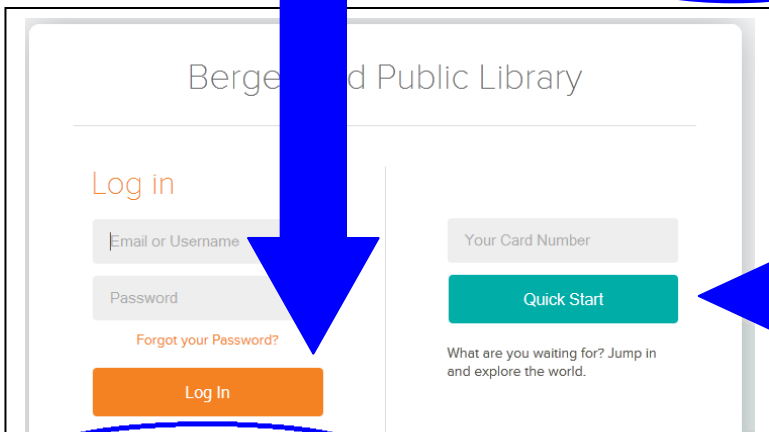 Public Library
Log in
Email or Username
Password
Forgot your Password?
Log In
Your Card Number
Quick Start
What are you waiting for? Jump in
and explore the world.